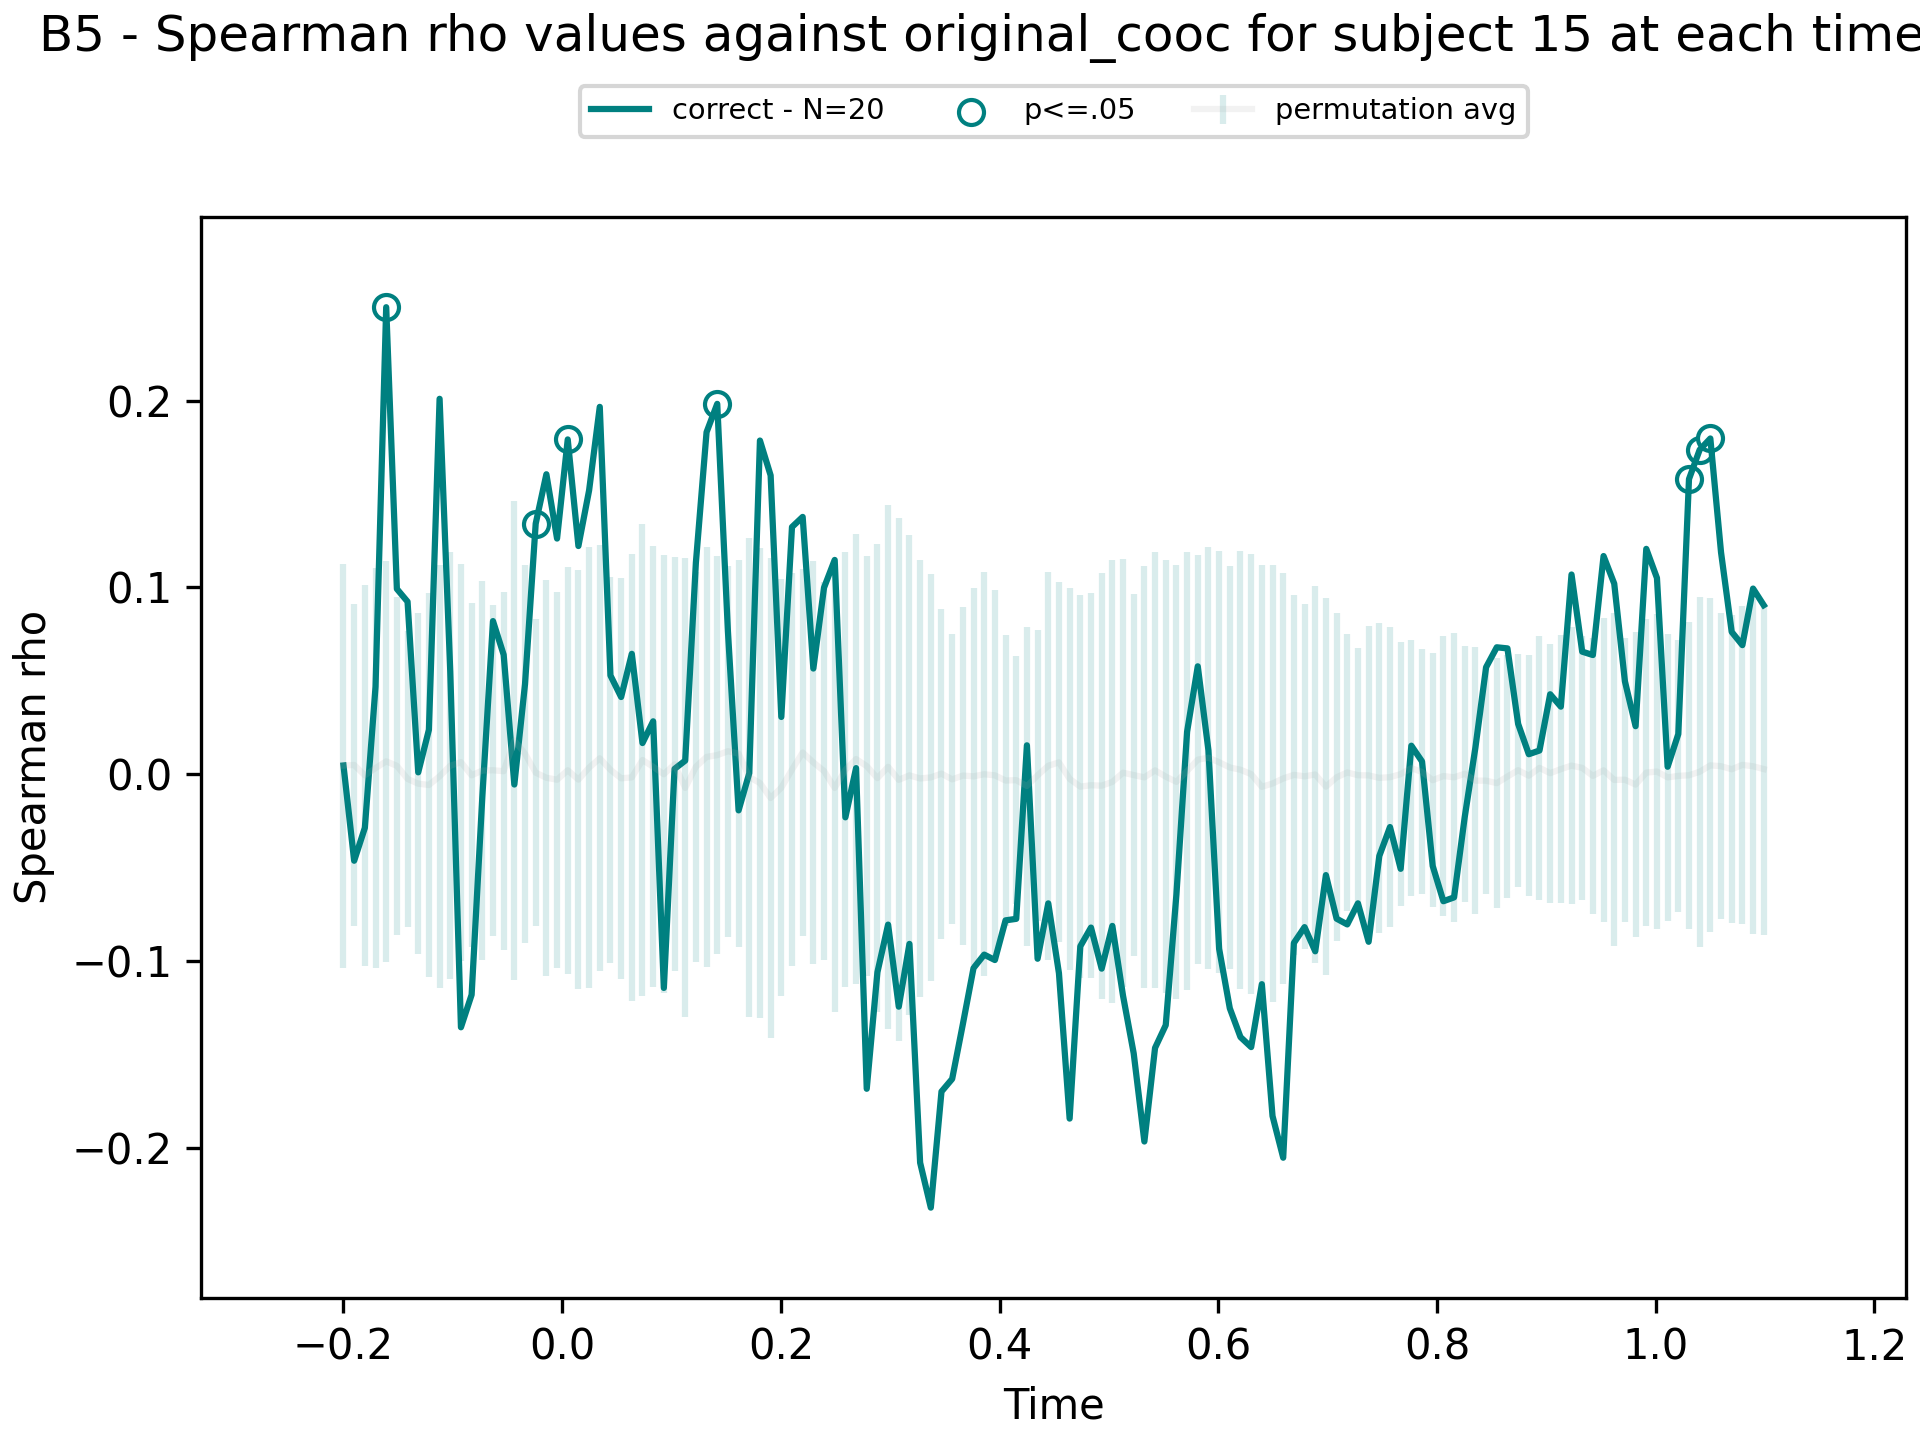 B5 - Spearman rho values against original_cooc for subject 15 at each time
correct - N=20 p<=.05 permutation avg
Spearman rho
0.2
0.1
0.0
−0.1
−0.2
−0.2 0.0 0.2 0.4 0.6 0.8 1.0 1.2
Time